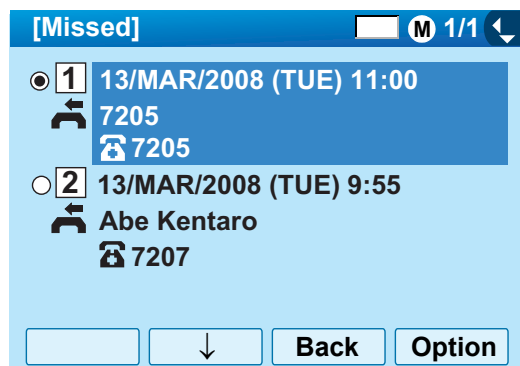 [Missed] M 1/1
1 13/MAR/2008 (TUE) 11:00
7205
7205
2 13/MAR/2008 (TUE) 9:55
Abe Kentaro
7207
↓ Back Option